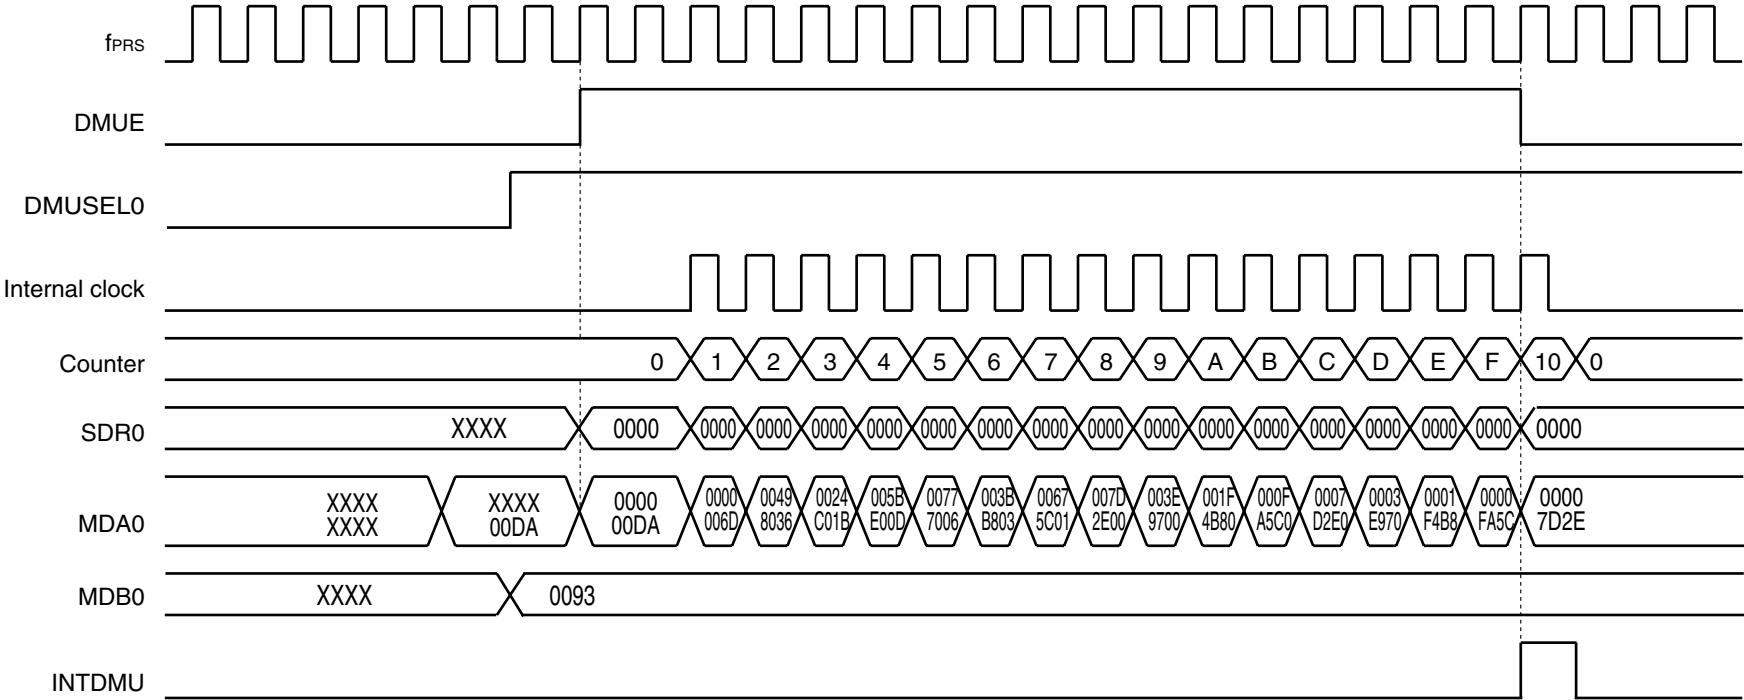 fPRS
DMUE
DMUSEL0
Internal clock
Counter 0 1 2 3 4 5 6 7 8 9 A B C D E F 10 0
SDR0 XXXX 0000 0000 0000 0000 0000 0000 0000 0000 0000 0000 0000 0000 0000 0000 0000 0000 0000
XXXX XXXX 0000 0000 0049 0024 005B 0077 003B 0067 007D 003E 001F 000F 0007 0003 0001 0000 0000
MDA0 XXXX 00DA 00DA 006D 8036 C01B E00D 7006 B803 5C01 2E00 9700 4B80 A5C0 D2E0 E970 F4B8 FA5C 7D2E
MDB0 XXXX 0093
INTDMU